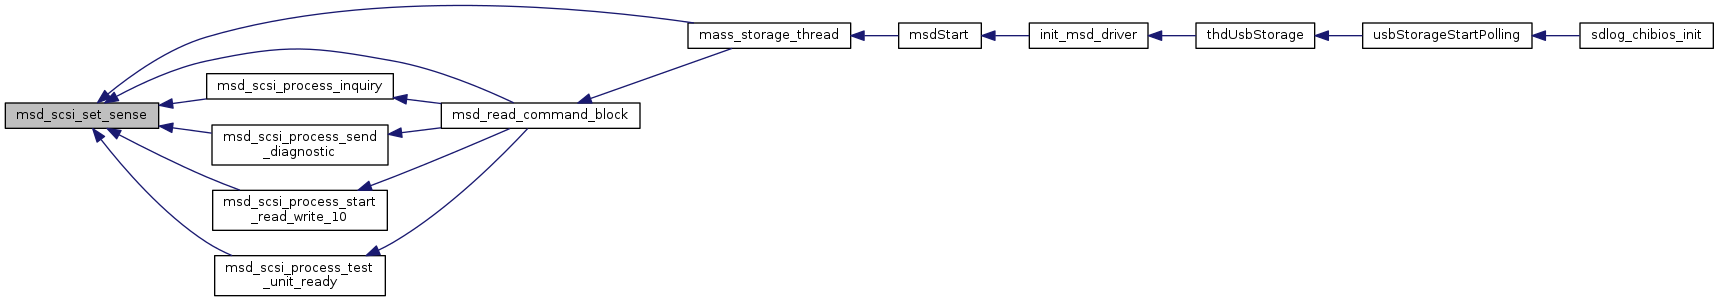 msd_scsi_set_sense
msd_scsi_process_inquiry
msd_scsi_process_send
_diagnostic
msd_scsi_process_start
_read_write_10
msd_scsi_process_test
_unit_ready
msd_read_command_block
mass_storage_thread
msdStart
init_msd_driver
thdUsbStorage
usbStorageStartPolling
sdlog_chibios_init